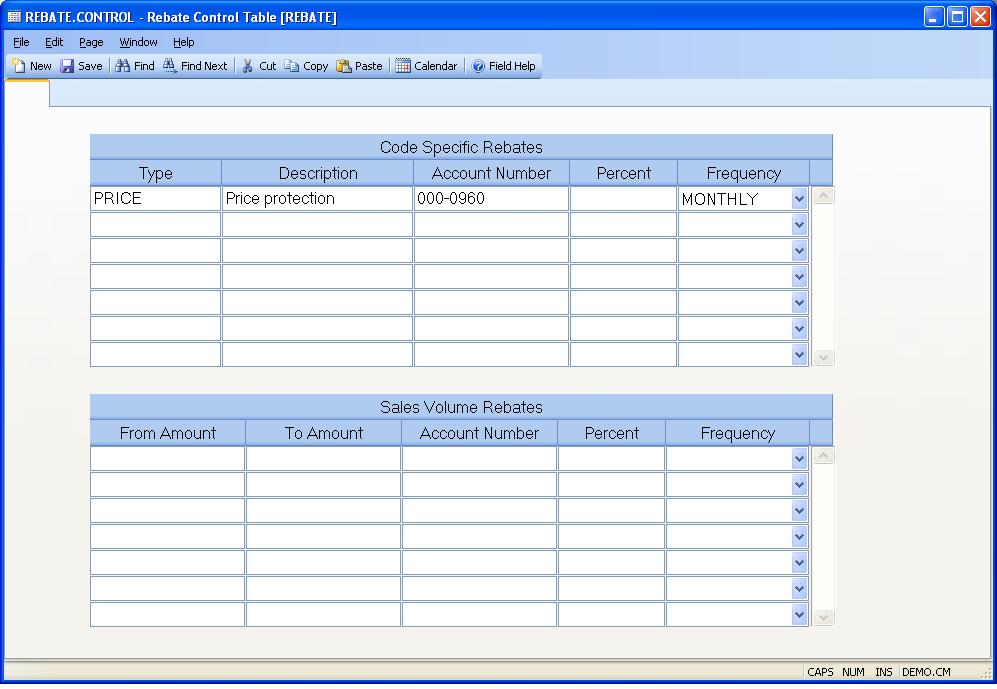 REBATE.CONTROL - Rebate Control Table [REBATE]
File Edit Page Window Help
New Save Find Find Next Cut Copy Paste Calendar Field Help
Code Specific Rebates
Type Description Account Number Percent Frequency
PRICE Price protection 000-0960 MONTHLY
Sales Volume Rebates
From Amount To Amount Account Number Percent Frequency
CAPS NUM INS DEMO.CM